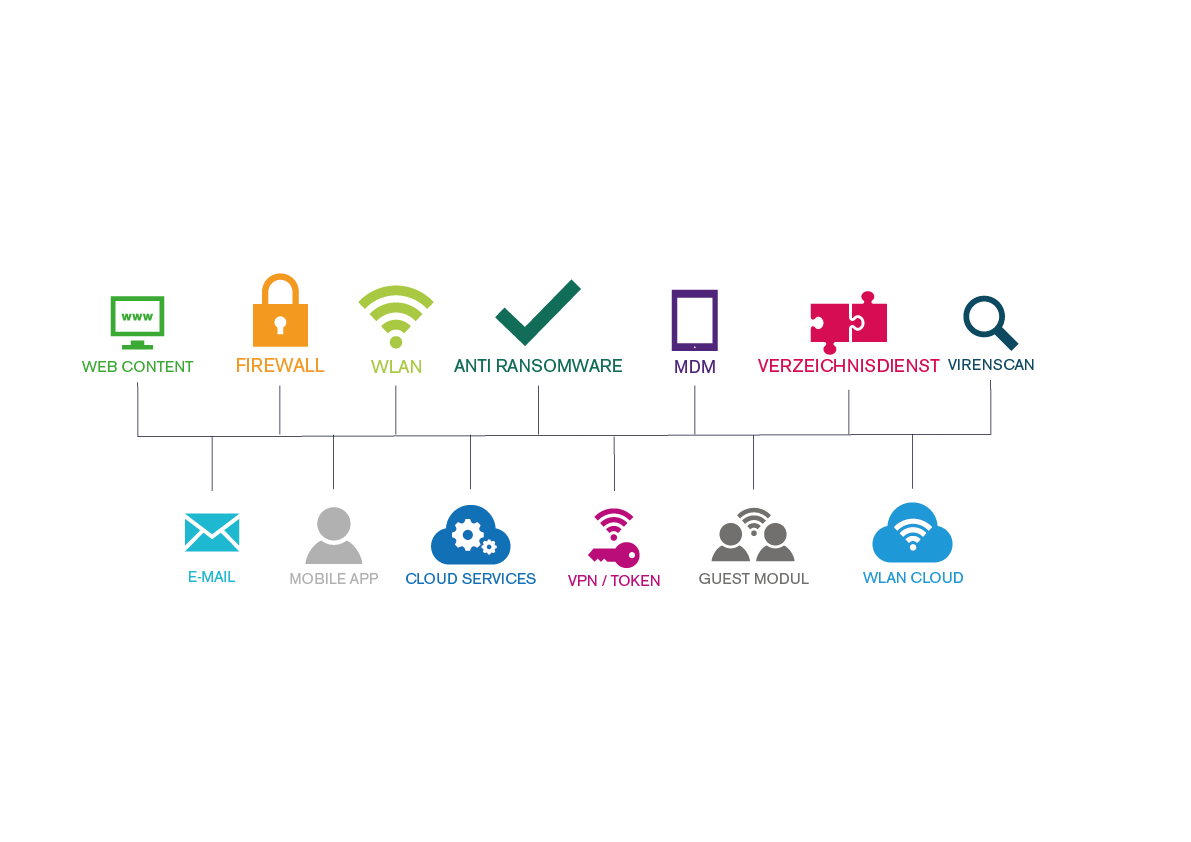 www
WEB CONTENT
FIREWALL
WLAN
ANTI RANSOMWARE
MDM
VERZEICHNISDIENST
VIRENSCAN
E-MAIL
MOBILE APP
CLOUD SERVICES
VPN / TOKEN
GUEST MODUL
WLAN CLOUD